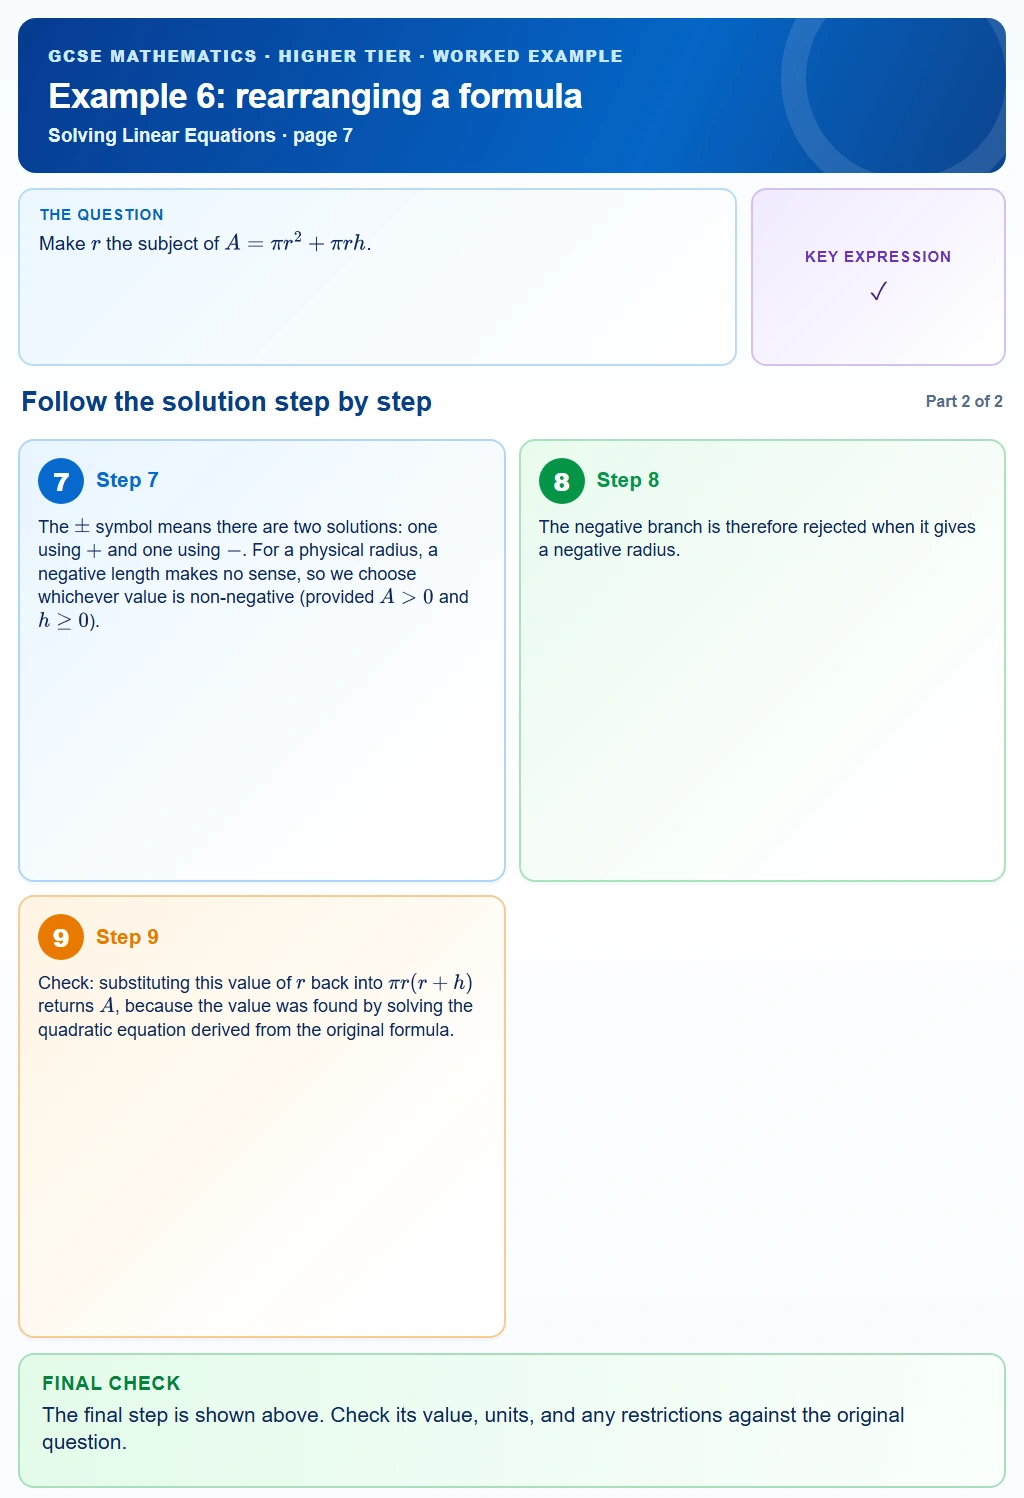 GCSE MATHEMATICS · HIGHER TIER · WORKED EXAMPLE
Example 6: rearranging a formula
Solving Linear Equations · page 7
THE QUESTION
Make r the subject of A = πr² + πrh.
KEY EXPRESSION
✓
Follow the solution step by step
Part 2 of 2
7 Step 7
The ± symbol means there are two solutions: one
using + and one using −. For a physical radius, a
negative length makes no sense, so we choose
whichever value is non-negative (provided A > 0 and
h ≥ 0).
8 Step 8
The negative branch is therefore rejected when it gives
a negative radius.
9 Step 9
Check: substituting this value of r back into πr(r + h)
returns A, because the value was found by solving the
quadratic equation derived from the original formula.
FINAL CHECK
The final step is shown above. Check its value, units, and any restrictions against the original
question.